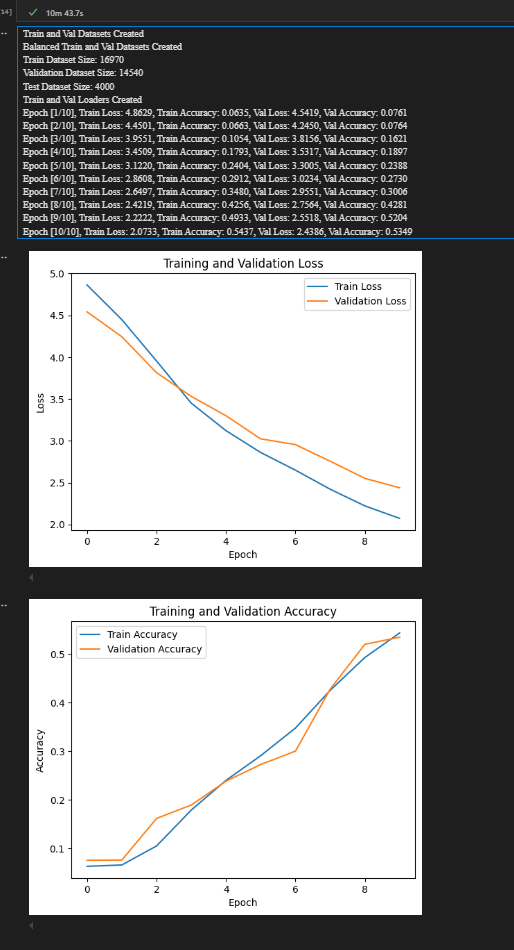 [14]
10m 43.7s
Train and Val Datasets Created
Balanced Train and Val Datasets Created
Train Dataset Size: 16970
Validation Dataset Size: 14540
Test Dataset Size: 4000
Train and Val Loaders Created
Epoch [1/10], Train Loss: 4.8629, Train Accuracy: 0.0635, Val Loss: 4.5419, Val Accuracy: 0.0761
Epoch [2/10], Train Loss: 4.4501, Train Accuracy: 0.0663, Val Loss: 4.2450, Val Accuracy: 0.0764
Epoch [3/10], Train Loss: 3.9551, Train Accuracy: 0.1054, Val Loss: 3.8156, Val Accuracy: 0.1621
Epoch [4/10], Train Loss: 3.4509, Train Accuracy: 0.1793, Val Loss: 3.5317, Val Accuracy: 0.1897
Epoch [5/10], Train Loss: 3.1220, Train Accuracy: 0.2404, Val Loss: 3.3005, Val Accuracy: 0.2388
Epoch [6/10], Train Loss: 2.8608, Train Accuracy: 0.2912, Val Loss: 3.0234, Val Accuracy: 0.2730
Epoch [7/10], Train Loss: 2.6497, Train Accuracy: 0.3480, Val Loss: 2.9551, Val Accuracy: 0.3006
Epoch [8/10], Train Loss: 2.4219, Train Accuracy: 0.4256, Val Loss: 2.7564, Val Accuracy: 0.4281
Epoch [9/10], Train Loss: 2.2222, Train Accuracy: 0.4933, Val Loss: 2.5518, Val Accuracy: 0.5204
Epoch [10/10], Train Loss: 2.0733, Train Accuracy: 0.5437, Val Loss: 2.4386, Val Accuracy: 0.5349
Training and Validation Loss
Train Loss
Validation Loss
5.0
4.5
4.0
3.5
3.0
2.5
2.0
Loss
0 2 4 6 8
Epoch
Training and Validation Accuracy
Train Accuracy
Validation Accuracy
0.5
0.4
0.3
0.2
0.1
Accuracy
0 2 4 6 8
Epoch